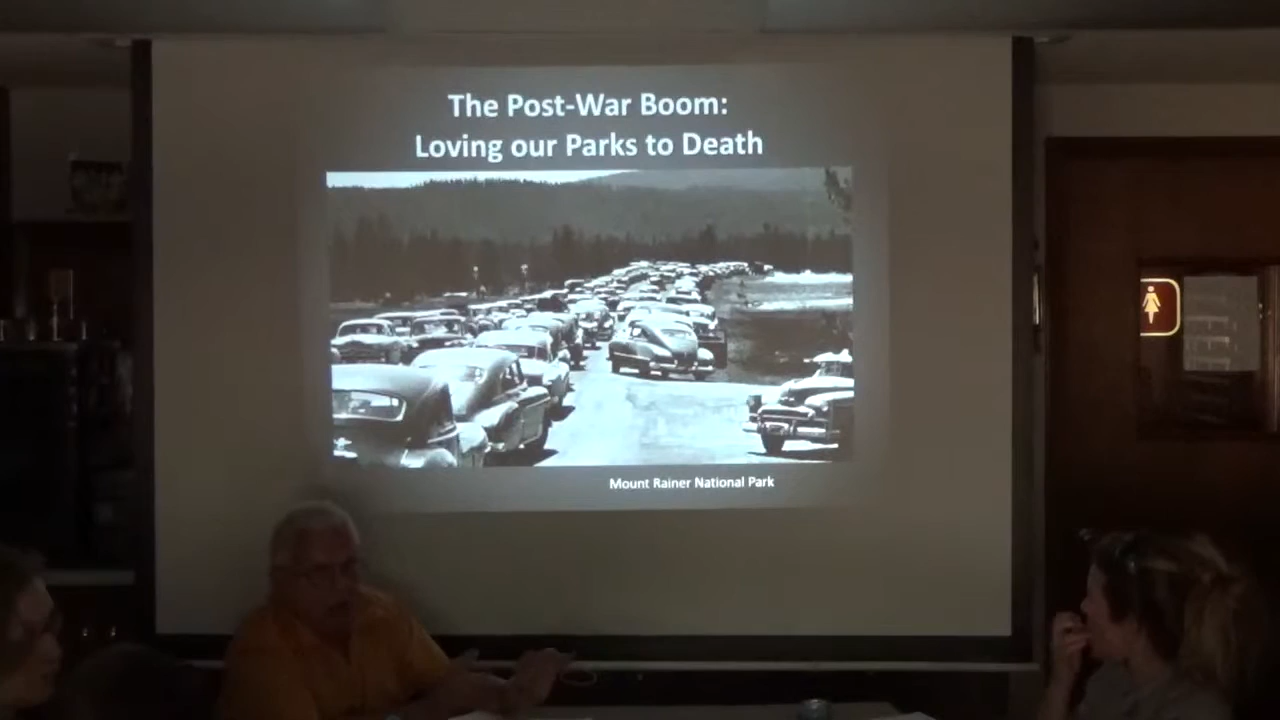 The Post-War Boom:
Loving our Parks to Death
Mount Rainer National Park